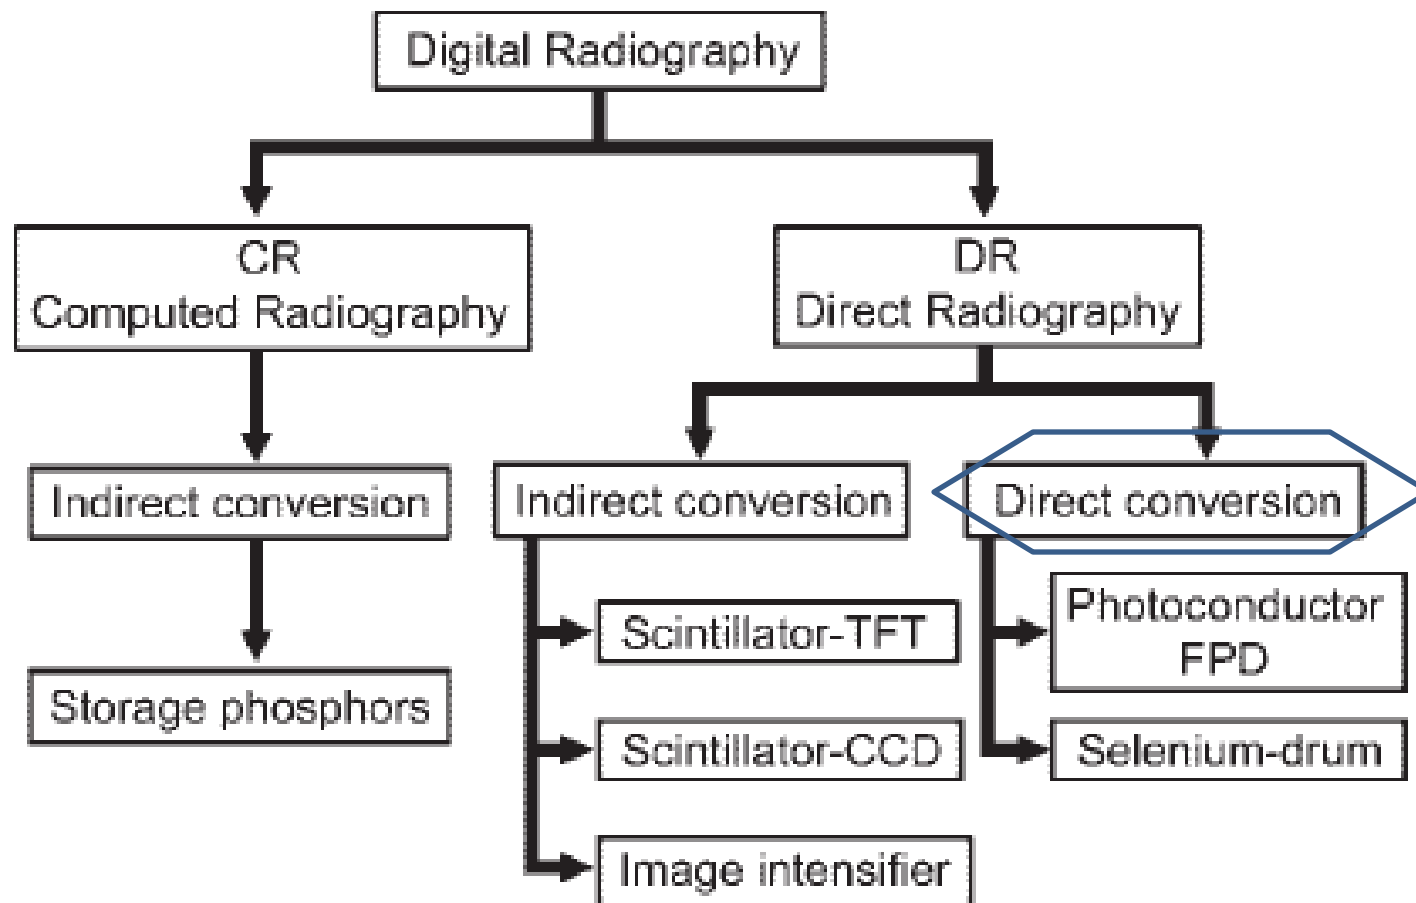 Digital Radiography
CR
Computed Radiography
DR
Direct Radiography
Indirect conversion
Indirect conversion
Direct conversion
Storage phosphors
Scintillator-TFT
Scintillator-CCD
Image intensifier
Photoconductor
FPD
Selenium-drum